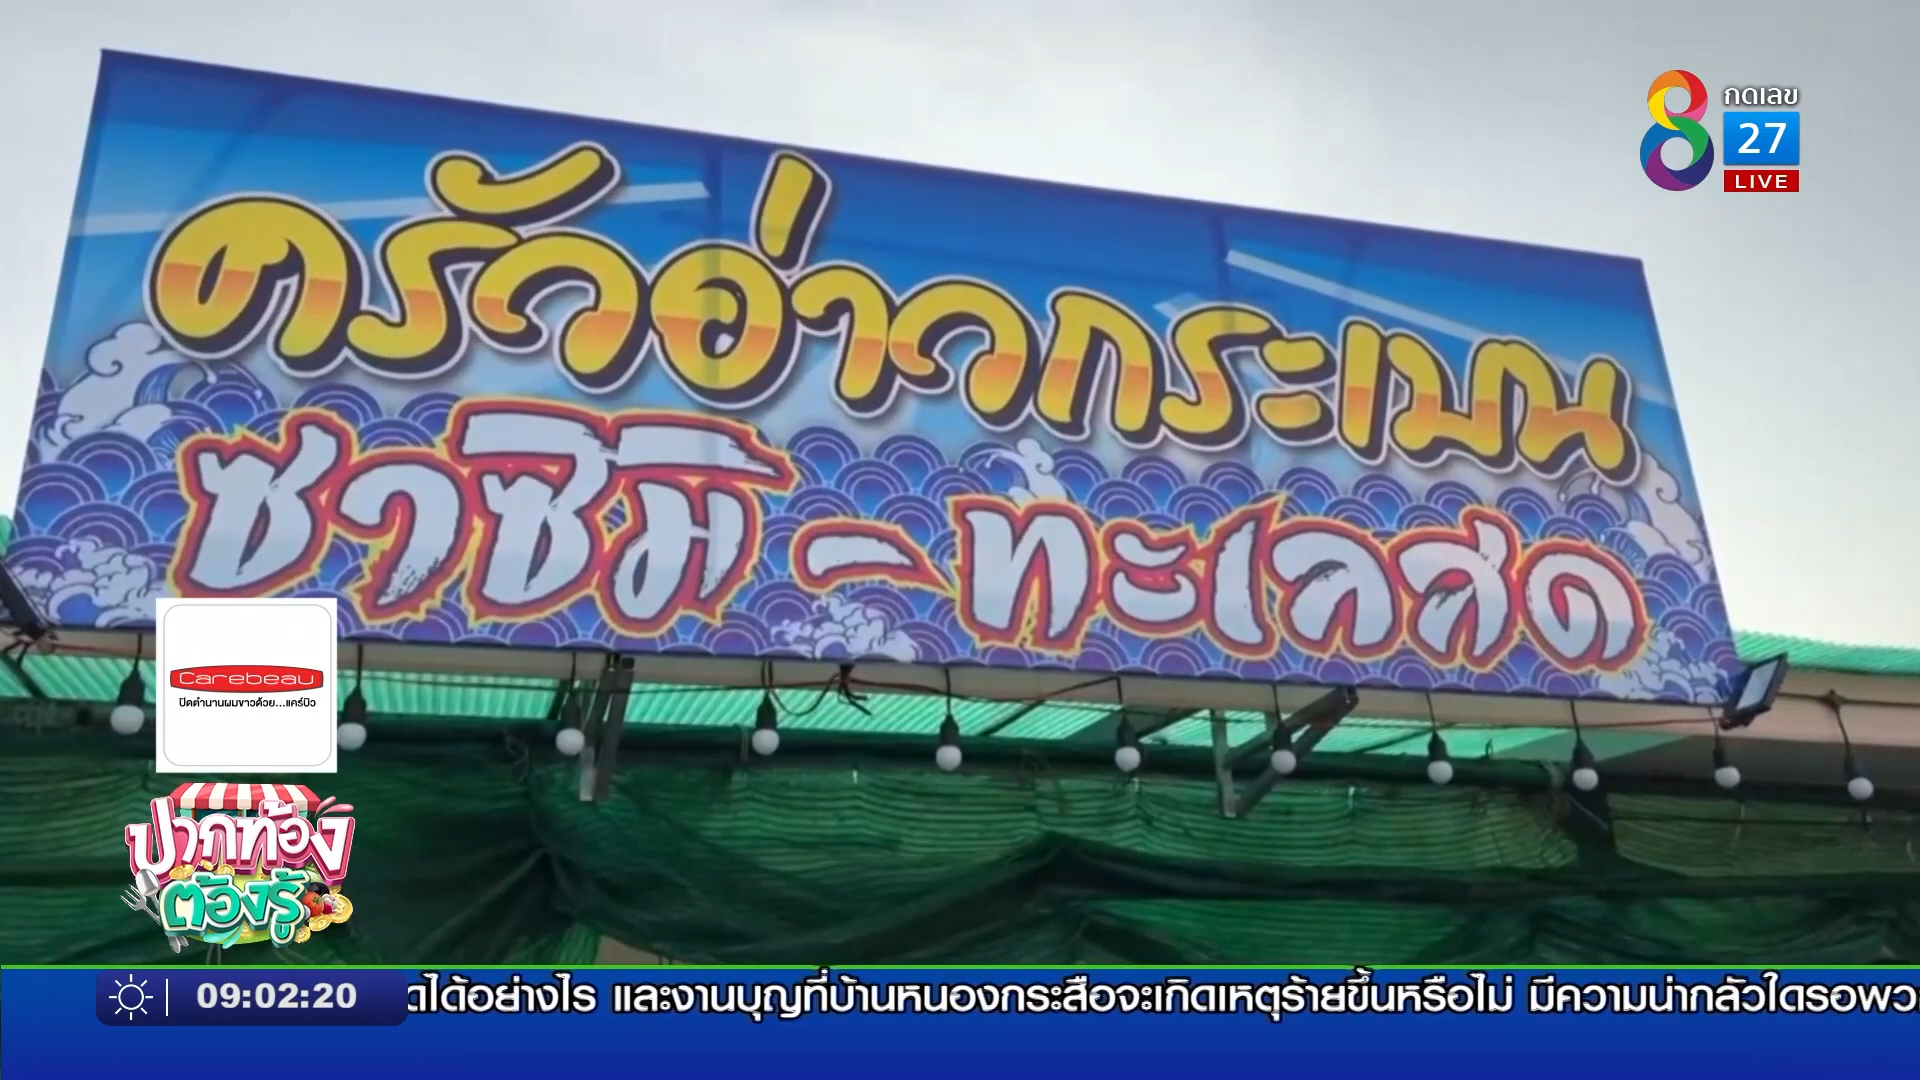 กดเลข
27
LIVE
ครัวอ่าวกระเมน
ซาซิมิ - ทะเลสด
Carebeau
ปิดตำนานผมขาวด้วย...แคร์บิว
ปากท้อง
ต้องรู้
09:02:20
ได้อย่างไร และงานบุญที่บ้านหนองกระสือจะเกิดเหตุร้ายขึ้นหรือไม่ มีความน่ากลัวใดรอพว